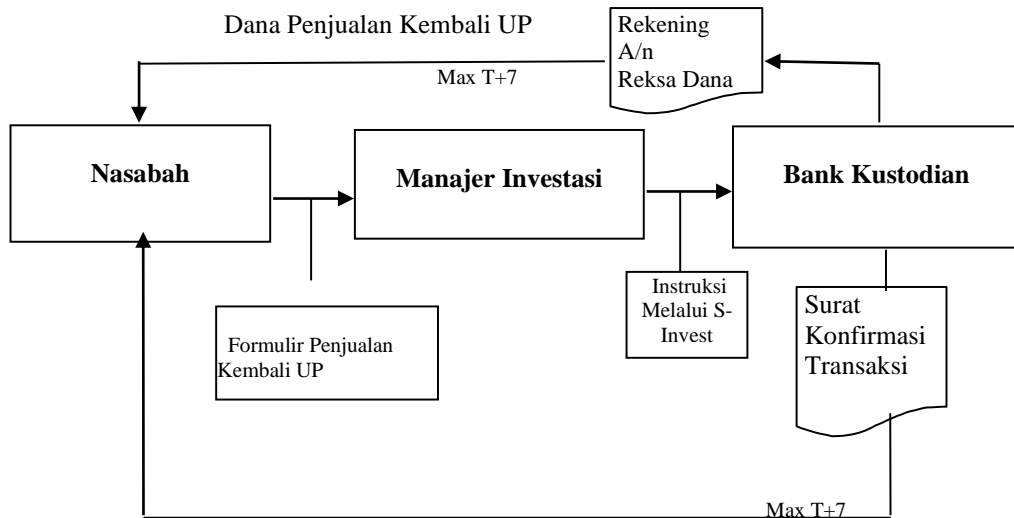 Dana Penjualan Kembali UP
Rekening
A/n
Reksa Dana
Max T+7
Nasabah
Manajer Investasi
Bank Kustodian
Formulir Penjualan
Kembali UP
Instruksi
Melalui S-
Invest
Surat
Konfirmasi
Transaksi
Max T+7